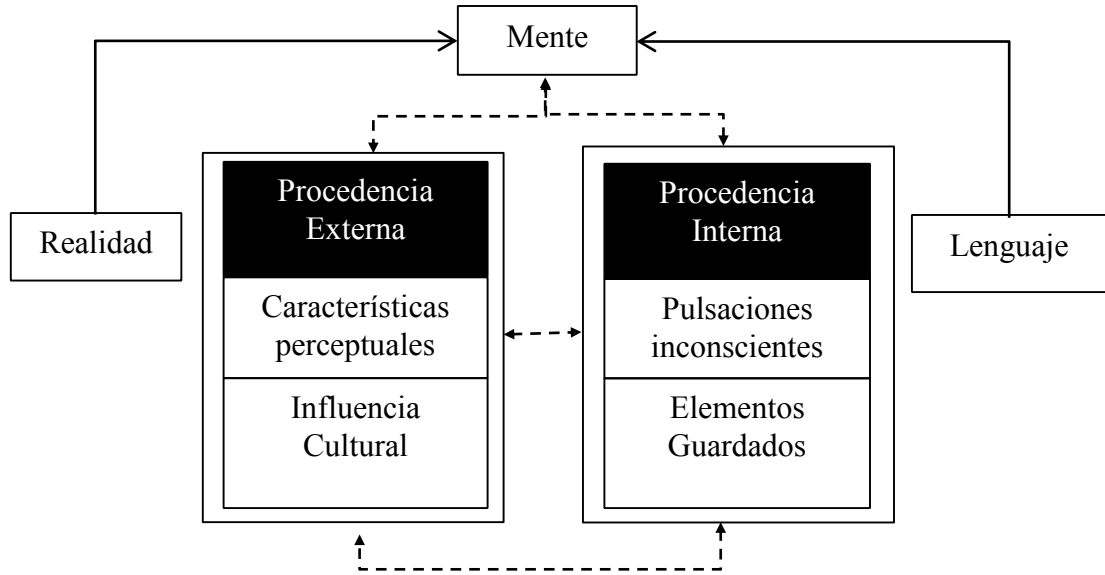 Mente
Realidad
Procedencia
Externa
Características
perceptuales
Influencia
Cultural
Procedencia
Interna
Pulsaciones
inconscientes
Elementos
Guardados
Lenguaje